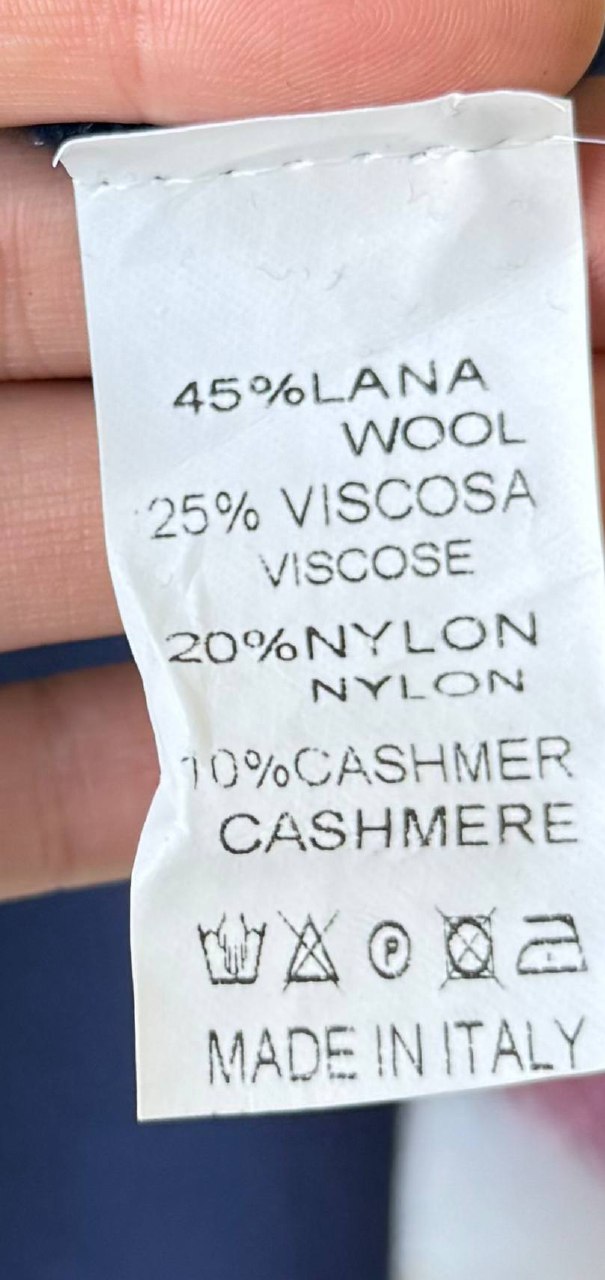 45%LANA
WOOL
25% VISCOSA
VISCOSE
20%NYLON
NYLON
10%CASHMER
CASHMERE
P
MADE IN ITALY